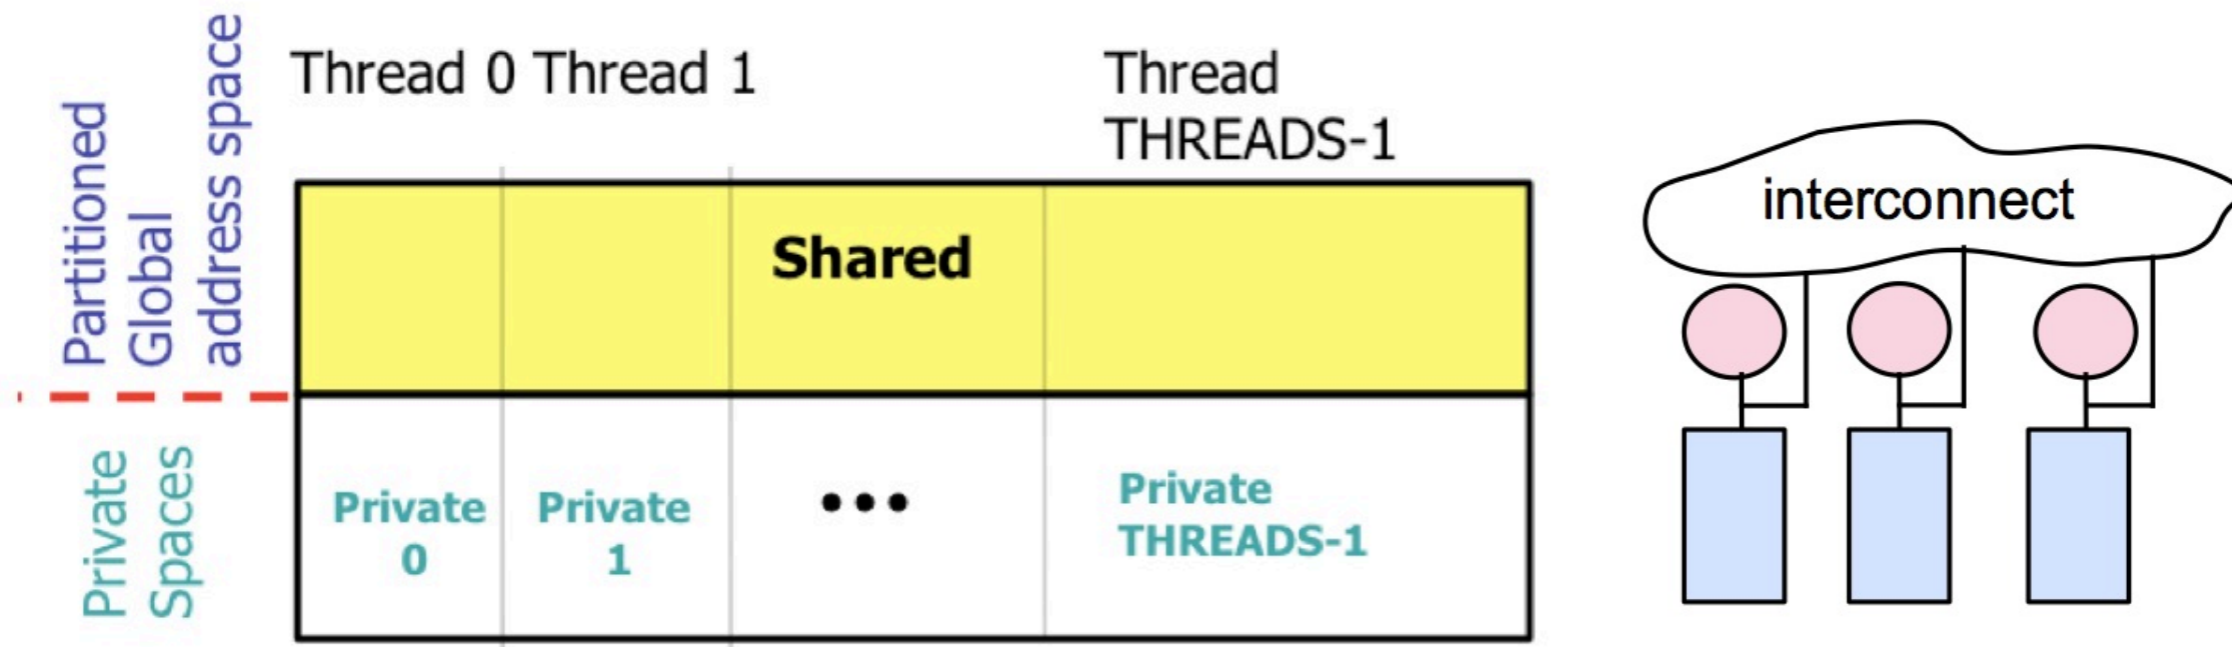 Partitioned
Global
address space
Thread 0 Thread 1
Thread
THREADS-1
Shared
Private
Spaces
Private
0
Private
1
•••
Private
THREADS-1
interconnect